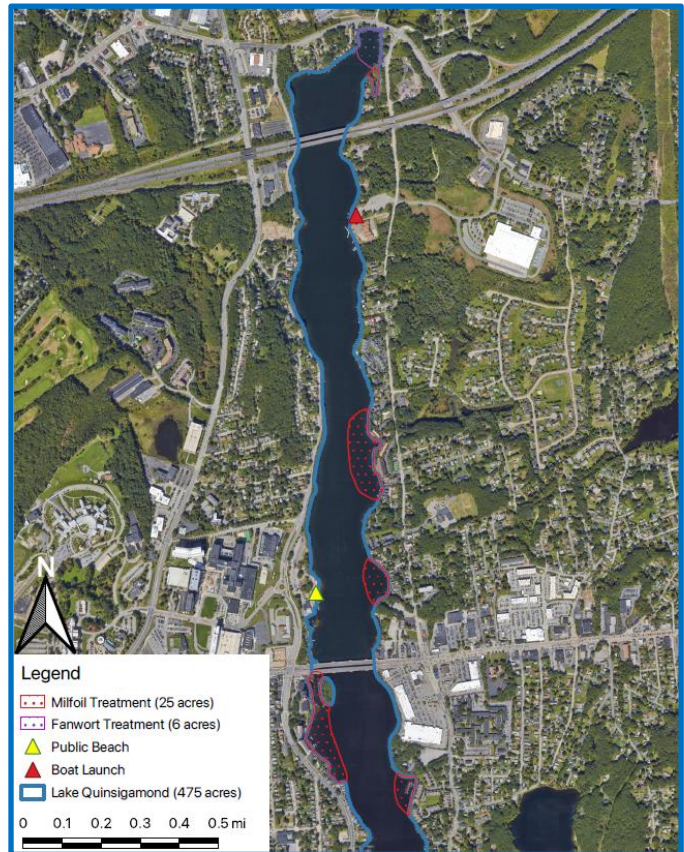 N
Legend
Milfoil Treatment (25 acres)
Fanwort Treatment (6 acres)
Public Beach
Boat Launch
Lake Quinsigamond (475 acres)
0 0.1 0.2 0.3 0.4 0.5 mi